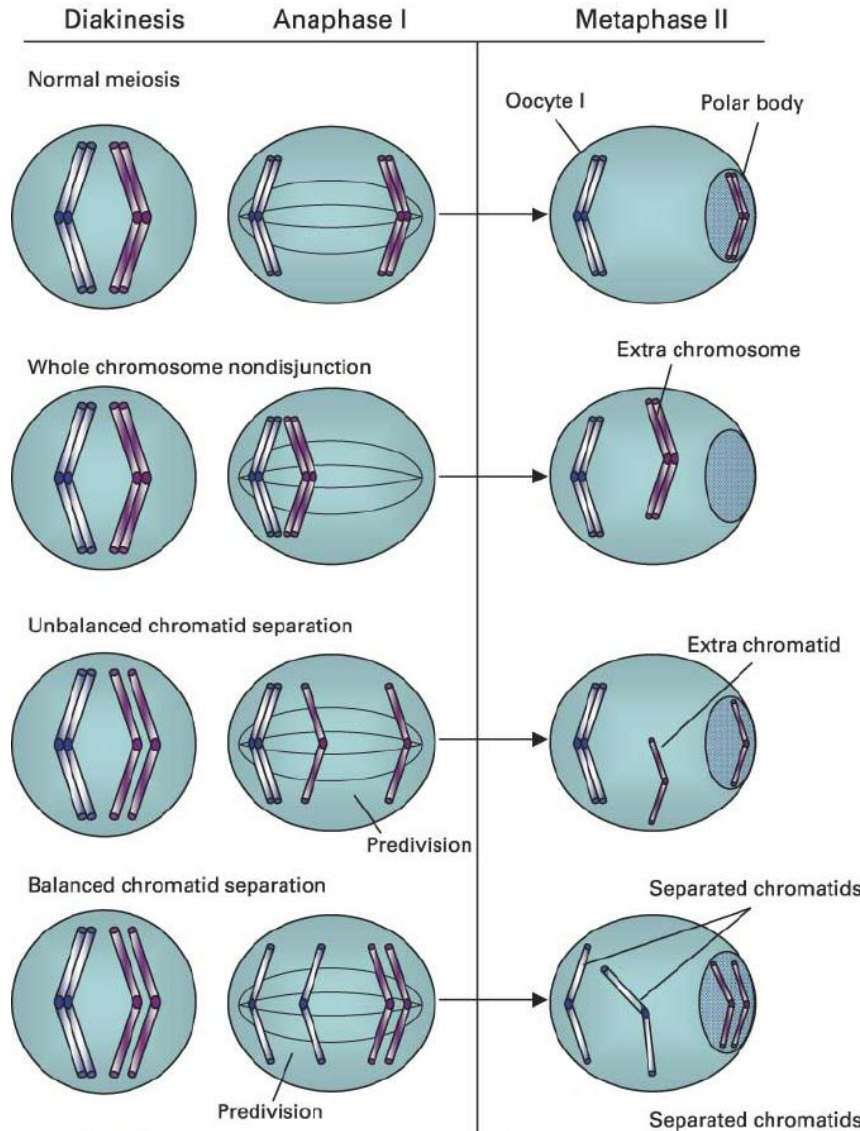 Diakinesis Anaphase I Metaphase II
Normal meiosis
Oocyte I
Polar body
Whole chromosome nondisjunction
Extra chromosome
Unbalanced chromatid separation
Extra chromatid
Predivision
Balanced chromatid separation
Separated chromatids
Predivision
Separated chromatids